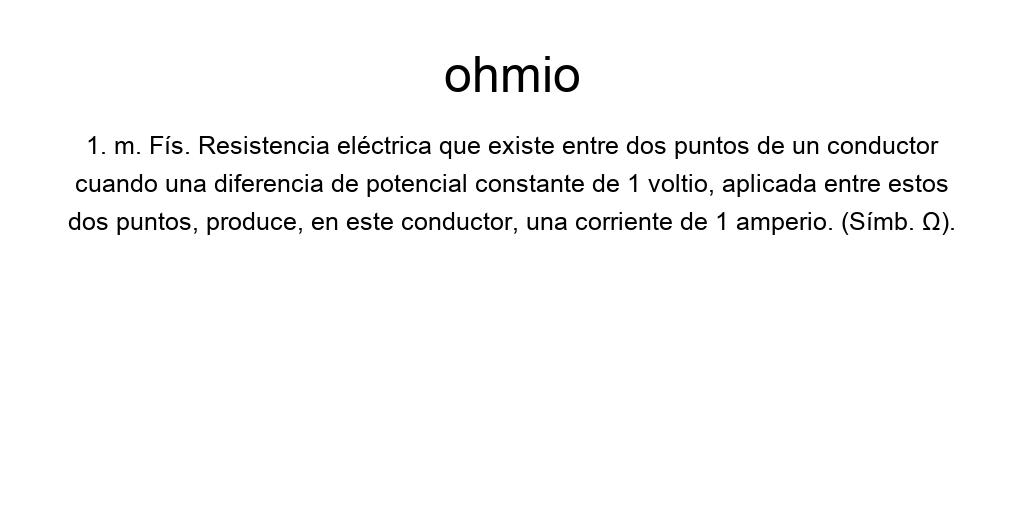 ohmio
1. m. Fís. Resistencia eléctrica que existe entre dos puntos de un conductor
cuando una diferencia de potencial constante de 1 voltio, aplicada entre estos
dos puntos, produce, en este conductor, una corriente de 1 amperio. (Símb. Ω).